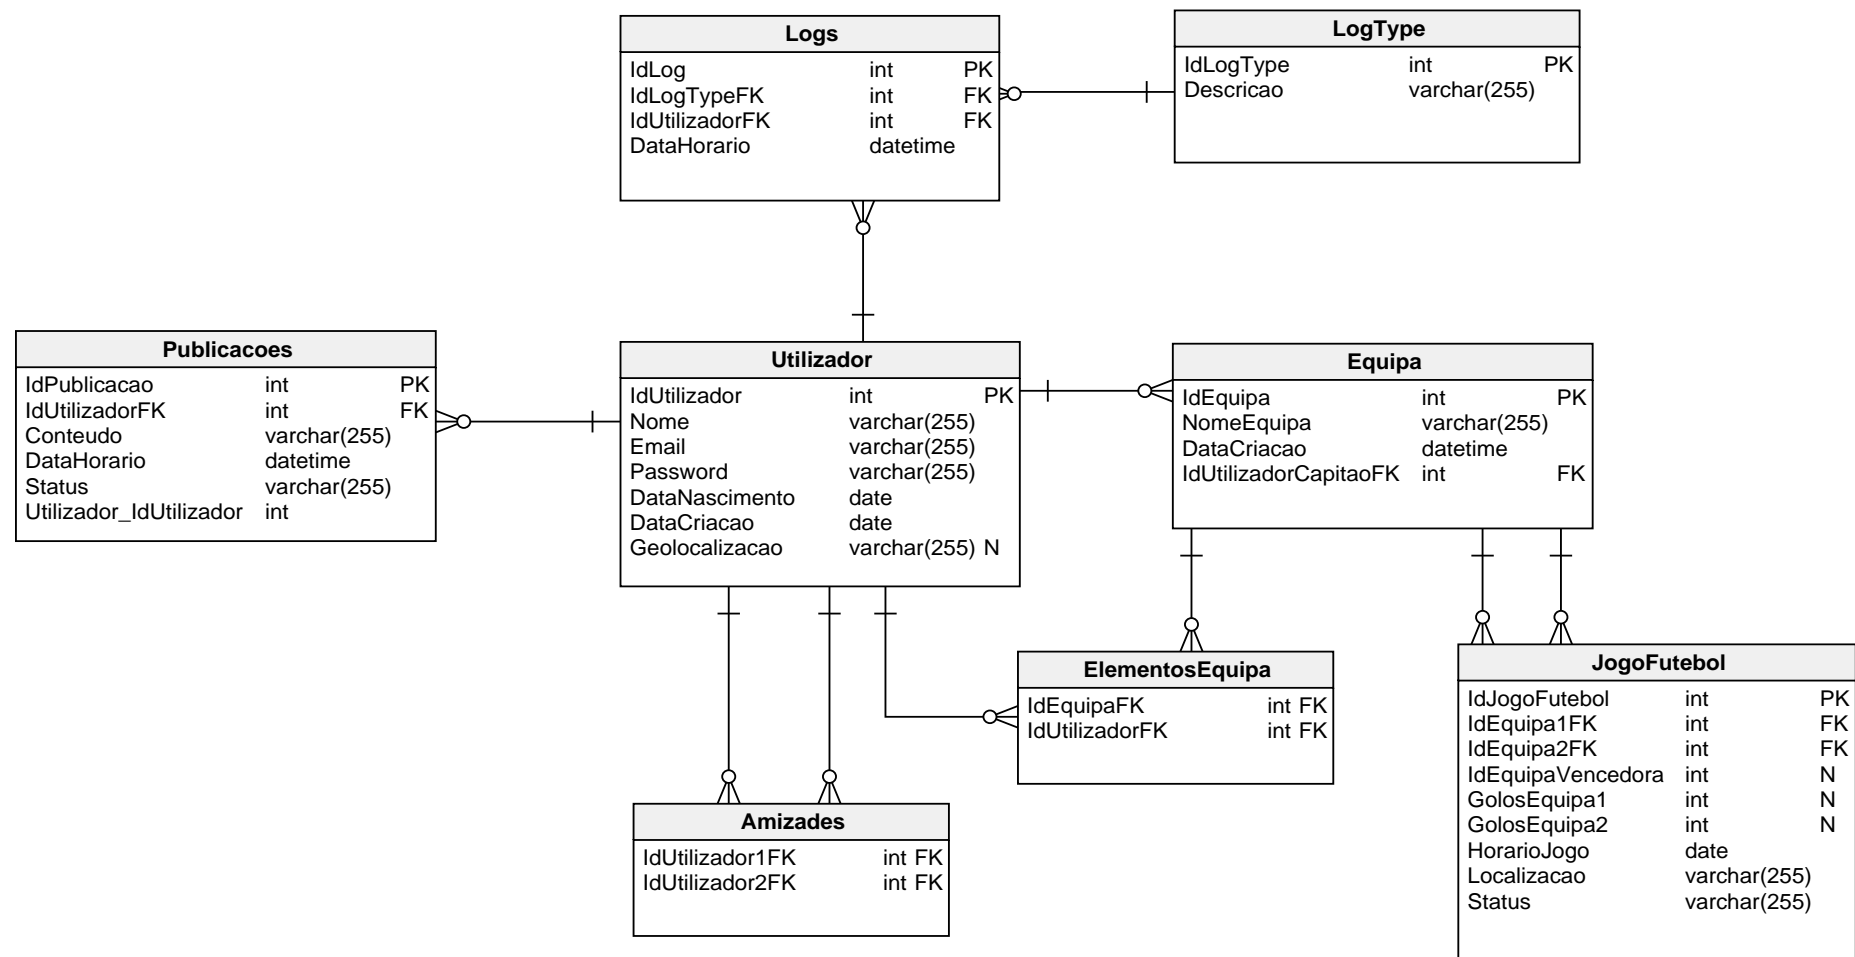 Logs
IdLog int PK
IdLogTypeFK int FK
IdUtilizadorFK int FK
DataHorario datetime
LogType
IdLogType int PK
Descricao varchar(255)
Publicacoes
IdPublicacao int PK
IdUtilizadorFK int FK
Conteudo varchar(255)
DataHorario datetime
Status varchar(255)
Utilizador_IdUtilizador int
Utilizador
IdUtilizador int PK
Nome varchar(255)
Email varchar(255)
Password varchar(255)
DataNascimento date
DataCriacao date
Geolocalizacao varchar(255) N
Equipa
IdEquipa int PK
NomeEquipa varchar(255)
DataCriacao datetime
IdUtilizadorCapitaoFK int FK
ElementosEquipa
IdEquipaFK int FK
IdUtilizadorFK int FK
JogoFutebol
IdJogoFutebol int PK
IdEquipa1FK int FK
IdEquipa2FK int FK
IdEquipaVencedora int N
GolosEquipa1 int N
GolosEquipa2 int N
HorarioJogo date
Localizacao varchar(255)
Status varchar(255)
Amizades
IdUtilizador1FK int FK
IdUtilizador2FK int FK